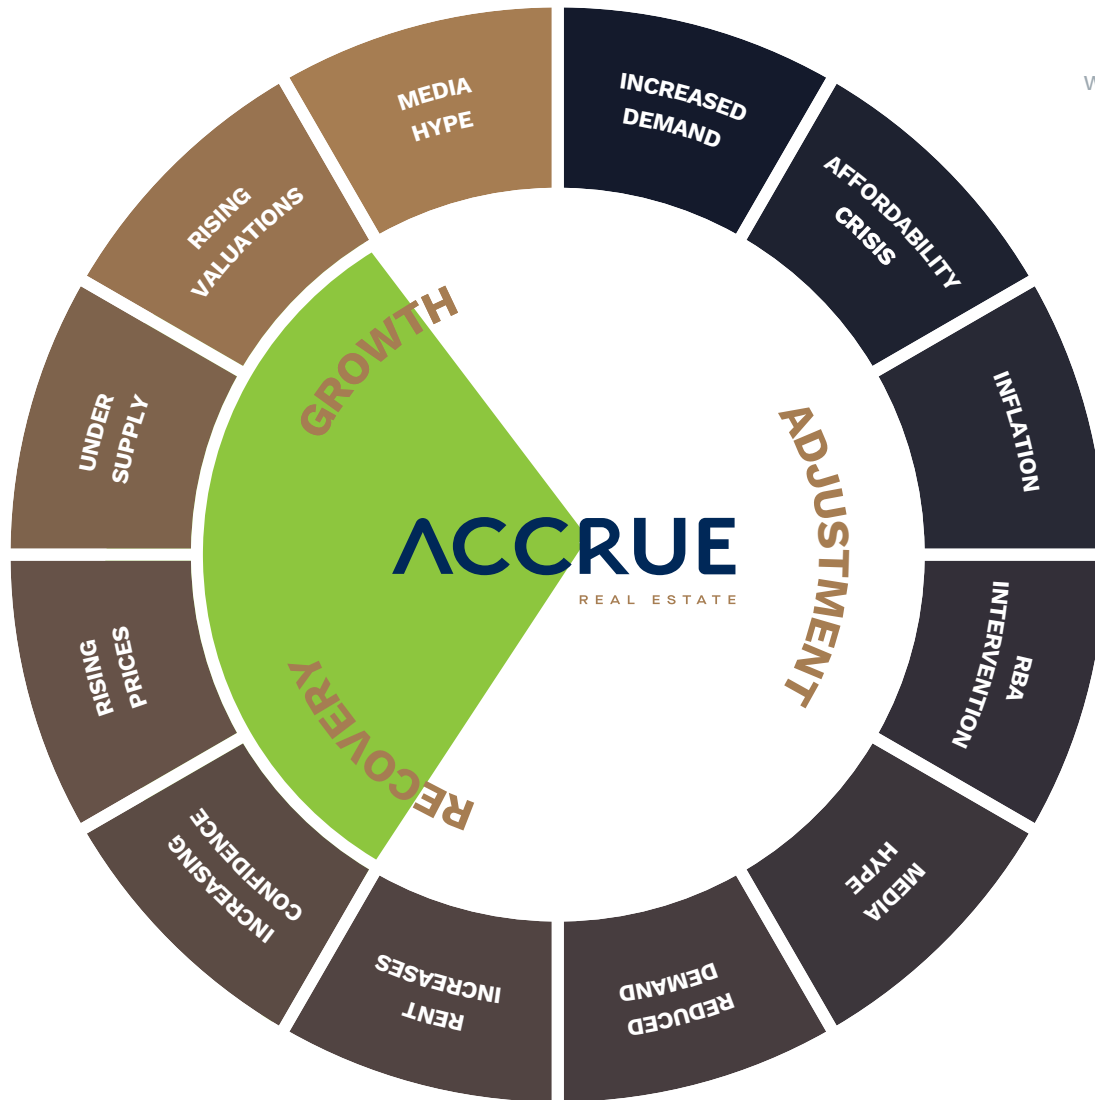 INCREASED
DEMAND
AFFORDABILITY
CRISIS
INFLATION
RBA
INTERVENTION
MEDIA
HYPE
REDUCED
DEMAND
RENT
INCREASES
INCREASING
CONFIDENCE
RISING
PRICES
UNDER
SUPPLY
RISING
VALUATIONS
MEDIA
HYPE
GROWTH
ADJUSTMENT
RECOVERY
ACCRUE
REAL ESTATE